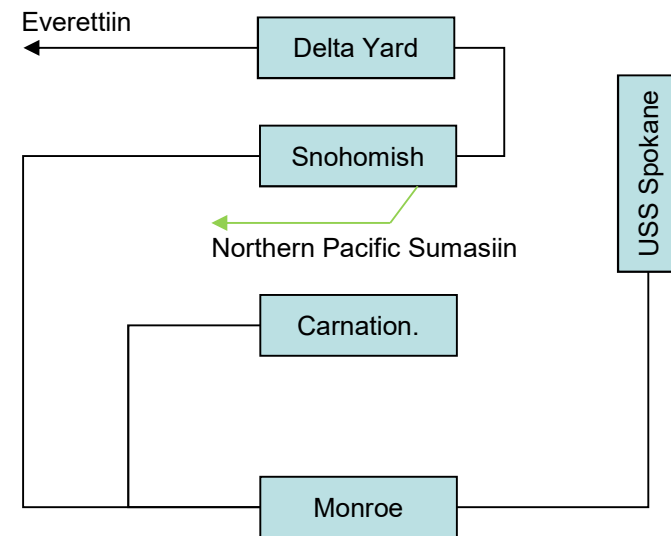 Everettiin
Delta Yard
Snohomish
USS Spokane
Northern Pacific Sumasiin
Carnation.
Monroe